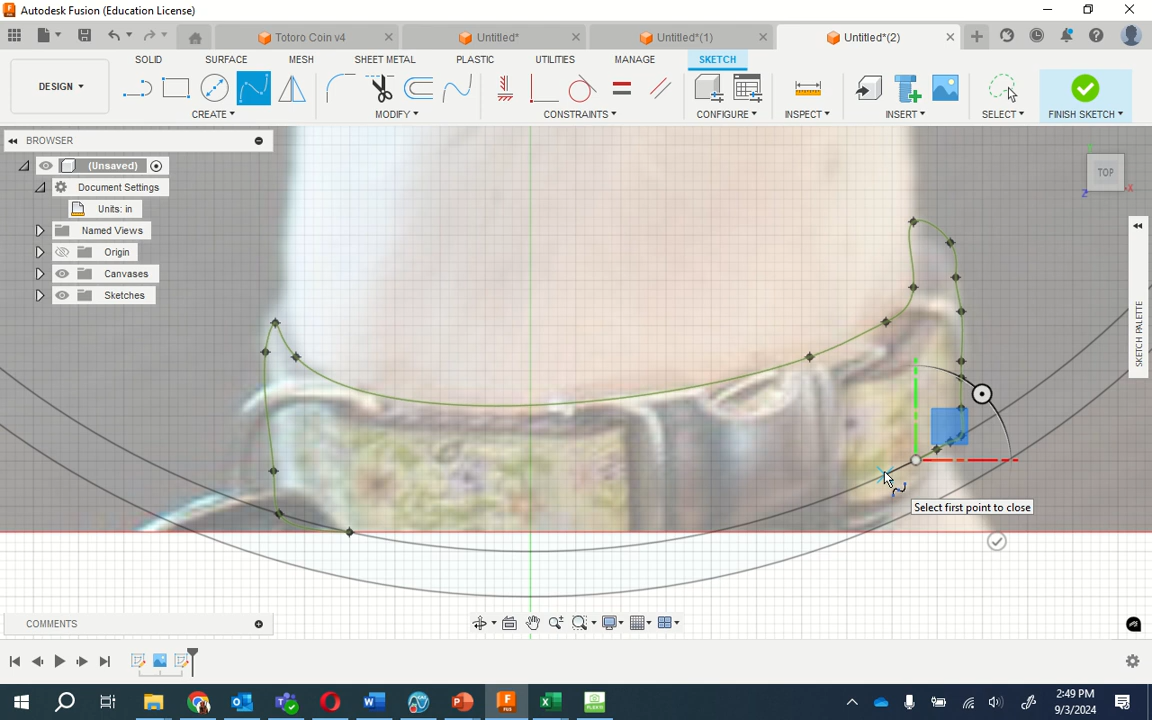 Autodesk Fusion (Education License)
Totoro Coin v4
Untitled*
Untitled*(1)
Untitled*(2)
DESIGN
SOLID
SURFACE
MESH
SHEET METAL
PLASTIC
UTILITIES
MANAGE
SKETCH
CREATE
MODIFY
CONSTRAINTS
CONFIGURE
INSPECT
INSERT
SELECT
FINISH SKETCH
BROWSER
(Unsaved)
Document Settings
Units: in
Named Views
Origin
Canvases
Sketches
TOP
Y
X
Z
SKETCH PALETTE
Select first point to close
COMMENTS
2:49 PM
9/3/2024